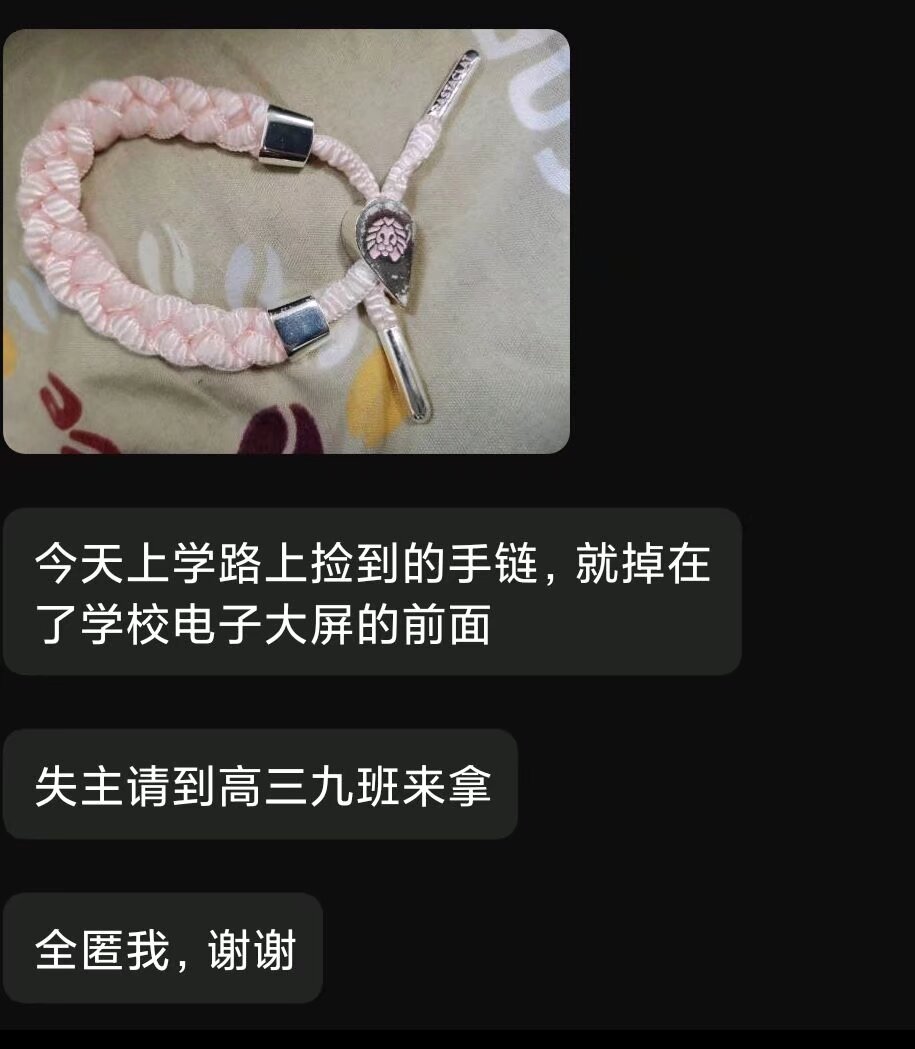 RASTACLAT
今天上学路上捡到的手链，就掉在
了学校电子大屏的前面
失主请到高三九班来拿
全匿我，谢谢